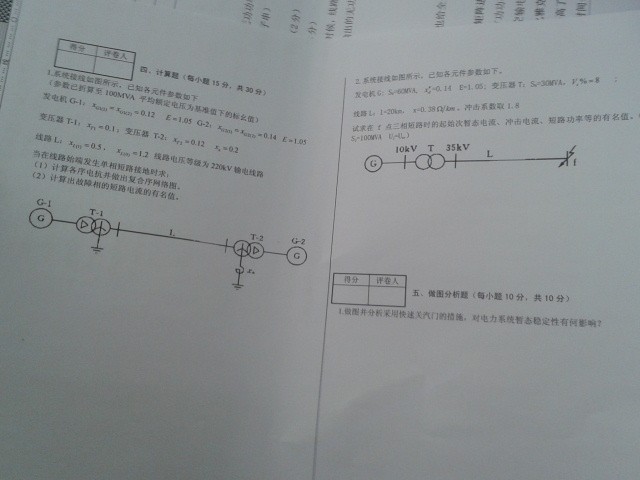 得分 评卷人
四、计算题（每小题 15 分，共 30 分）
1.系统接线如图所示，已知各元件参数如下
(参数已折算至 100MVA 平均额定电压为基准值下的标幺值)
发电机 G-1: x_{G1(1)}=x_{G1(2)}=0.12 E=1.05 G-2: x_{G2(1)}=x_{G2(2)}=0.14 E=1.05
变压器 T-1: x_{T1}=0.1; 变压器 T-2: x_{T2}=0.12 x_n=0.2
线路 L: x_{L(1)}=0.5, x_{L(0)}=1.2 线路电压等级为 220kV 输电线路
当在线路始端发生单相短路接地时求:
(1) 计算各序电抗并做出复合序网络图。
(2) 计算出故障相的短路电流的有名值。
G-1 T-1 L T-2 G-2
G G
x_n
2.系统接线如图所示，已知各元件参数如下。
发电机 G: S_N=60MVA, x_d''=0.14 E=1.05; 变压器 T: S_N=30MVA, V_s%=8 ;
线路 L: l=20km, x=0.38Ω/km，冲击系数取 1.8
试求在 f 点三相短路时的起始次暂态电流、冲击电流、短路功率等的有名值。
10kV T 35kV L
G f
得分 评卷人
五、做图分析题（每小题 10 分，共 10 分）
1.做图并分析采用快速关汽门的措施，对电力系统暂态稳定性有何影响?